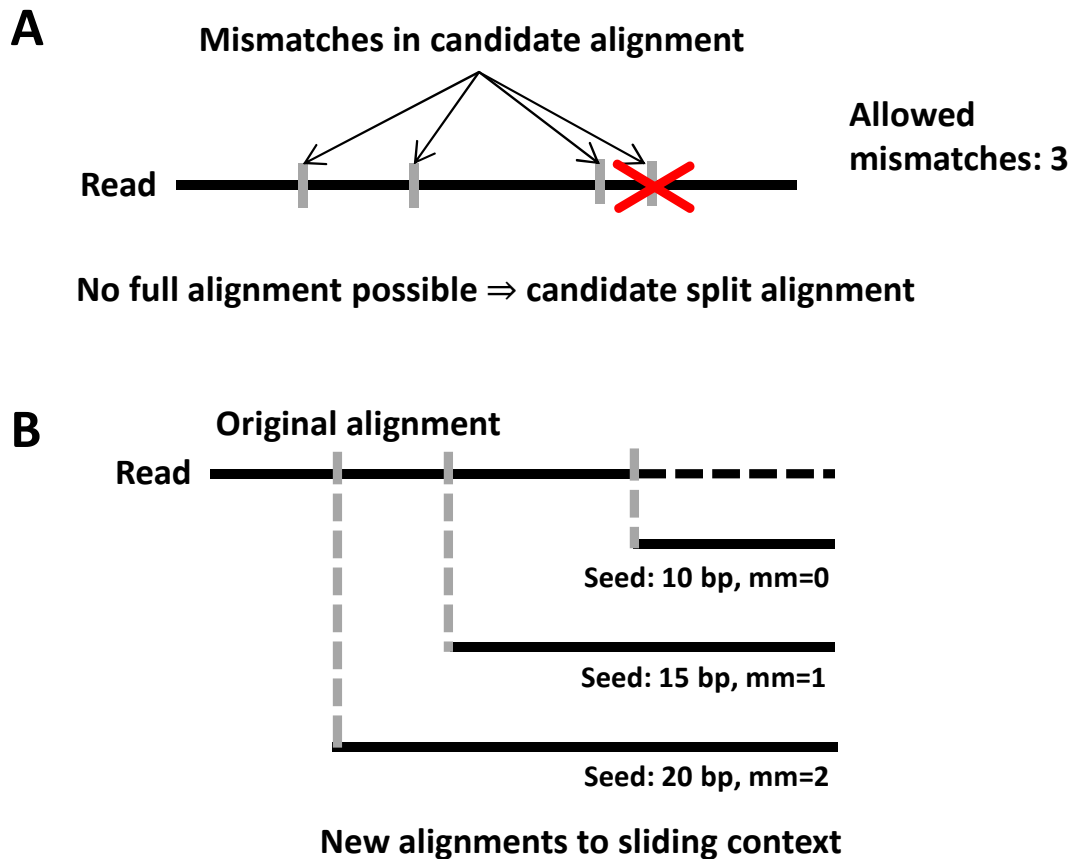 A
Mismatches in candidate alignment
Allowed
mismatches: 3
Read
No full alignment possible ⇒ candidate split alignment
B
Original alignment
Read
Seed: 10 bp, mm=0
Seed: 15 bp, mm=1
Seed: 20 bp, mm=2
New alignments to sliding context